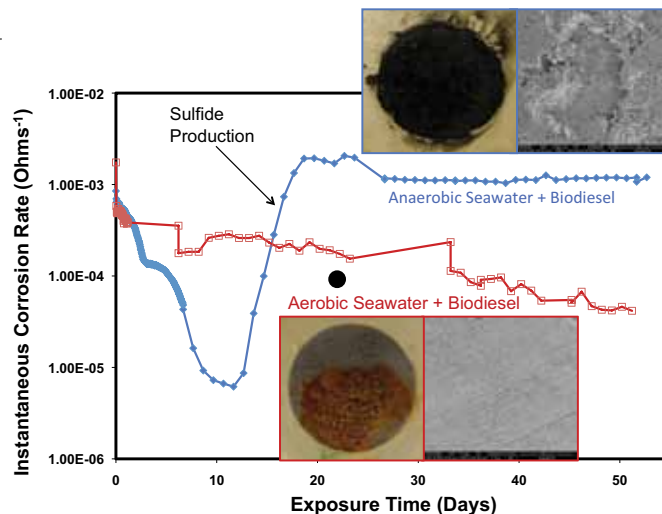 Sulfide
Production
1.00E-02
1.00E-03
1.00E-04
1.00E-05
1.00E-06
Instantaneous Corrosion Rate (Ohms-1)
Anaerobic Seawater + Biodiesel
Aerobic Seawater + Biodiesel
0 10 20 30 40 50
Exposure Time (Days)